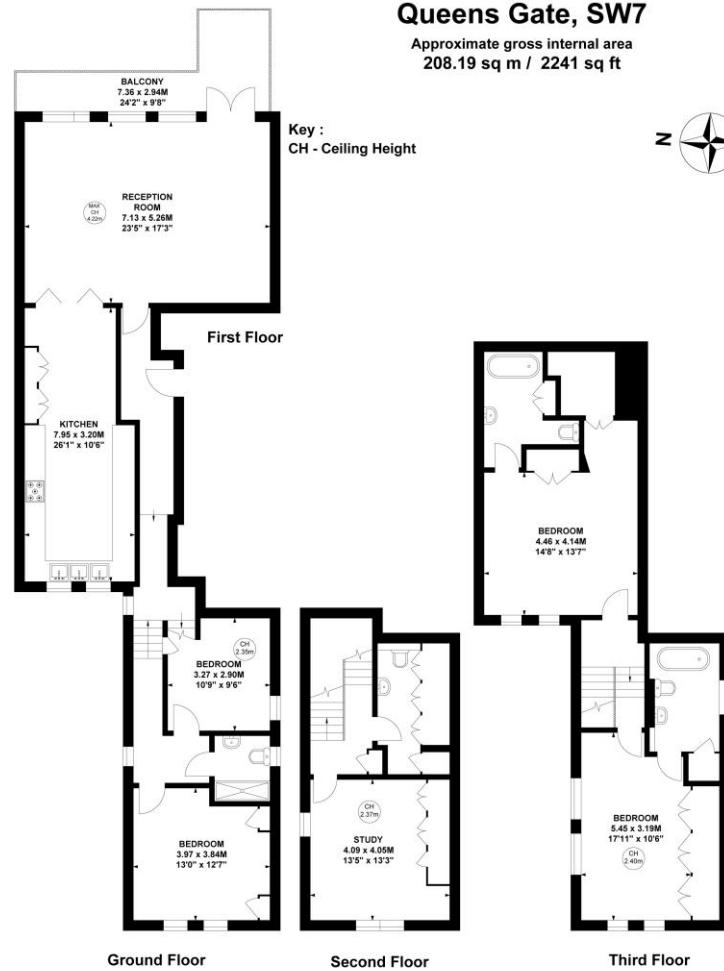 Queens Gate, SW7
Approximate gross internal area
208.19 sq m / 2241 sq ft
BALCONY
7.36 x 2.94M
24'2" x 9'8"
Key :
CH - Ceiling Height
N
RECEPTION
ROOM
7.13 x 5.26M
23'5" x 17'3"
MAX
CH
4.22m
First Floor
KITCHEN
7.95 x 3.20M
26'1" x 10'6"
BEDROOM
4.46 x 4.14M
14'8" x 13'7"
BEDROOM
3.27 x 2.90M
10'9" x 9'6"
CH
2.35m
BEDROOM
3.97 x 3.84M
13'0" x 12'7"
CH
2.37m
STUDY
4.09 x 4.05M
13'5" x 13'3"
BEDROOM
5.45 x 3.19M
17'11" x 10'6"
CH
2.40m
Ground Floor
Second Floor
Third Floor